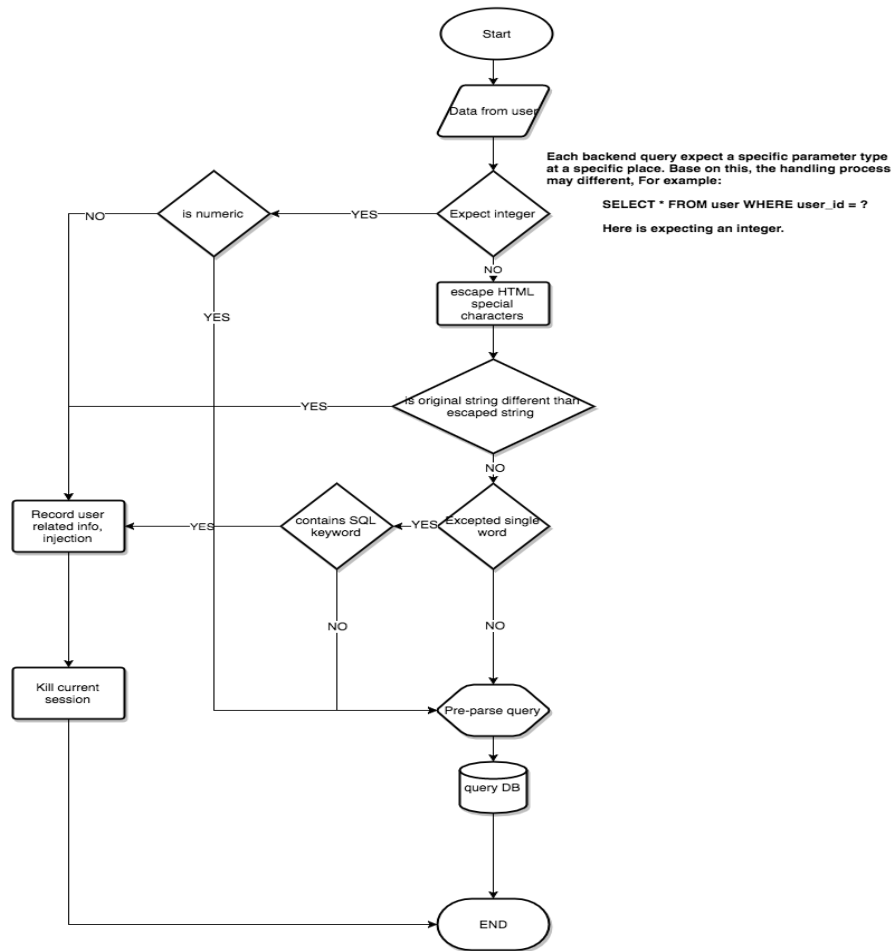 Start
Data from user
Each backend query expect a specific parameter type
at a specific place. Base on this, the handling process
may different, For example:
SELECT * FROM user WHERE user_id = ?
Here is expecting an integer.
NO
is numeric
YES
Expect integer
NO
escape HTML
special
characters
YES
YES
is original string different than
escaped string
NO
Record user
related info,
injection
YES
contains SQL
keyword
YES
Excepted single
word
NO
NO
Kill current
session
Pre-parse query
query DB
END